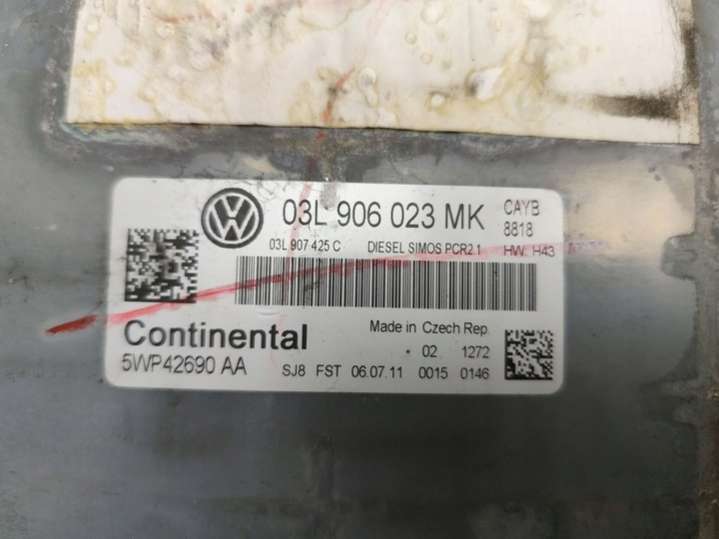 03L 906 023 MK CAYB
8818
03L 907 425 C DIESEL SIMOS PCR2.1 HW: H43
Continental Made in Czech Rep.
5WP42690 AA 02 1272
SJ8 FST 06.07.11 0015 0146